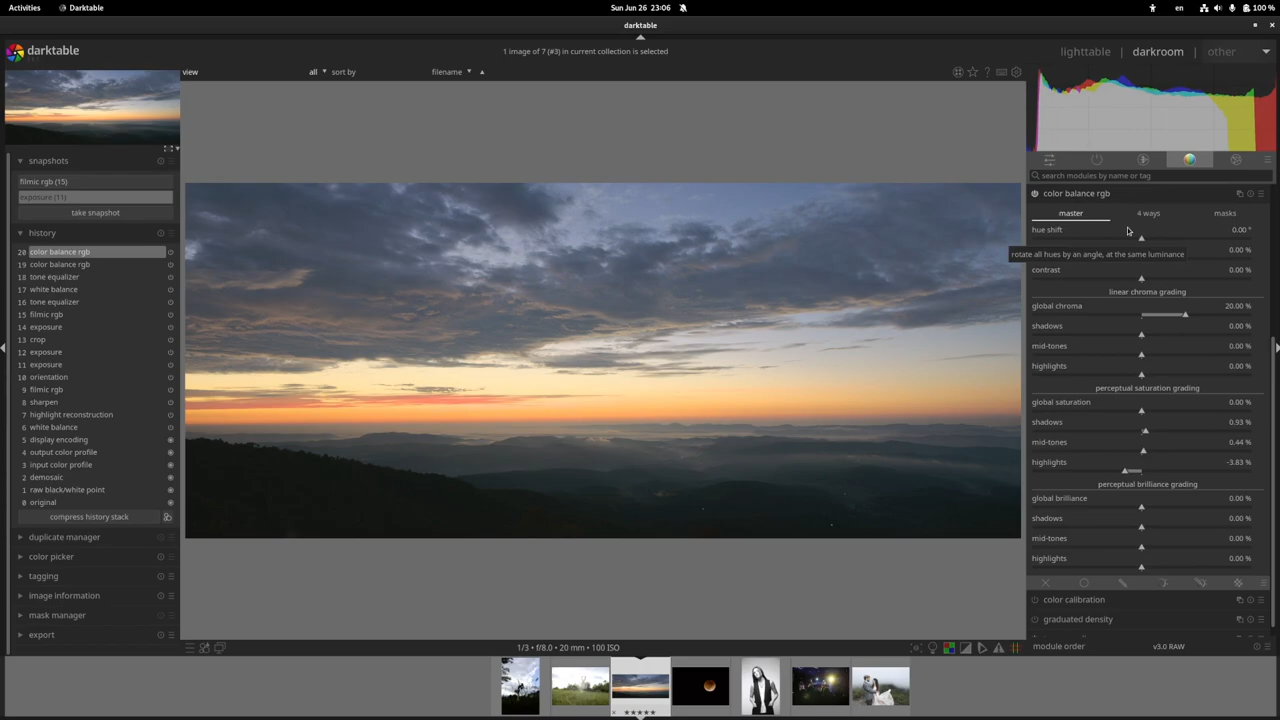 Activities Darktable Sun Jun 26 23:06 en 100 %
darktable
darktable 1 image of 7 (#3) in current collection is selected lighttable | darkroom | other
view all sort by filename
snapshots
filmic rgb (15)
exposure (11)
take snapshot
history
20 color balance rgb
19 color balance rgb
18 tone equalizer
17 white balance
16 tone equalizer
15 filmic rgb
14 exposure
13 crop
12 exposure
11 exposure
10 orientation
9 filmic rgb
8 sharpen
7 highlight reconstruction
6 white balance
5 display encoding
4 output color profile
3 input color profile
2 demosaic
1 raw black/white point
0 original
compress history stack
duplicate manager
color picker
tagging
image information
mask manager
export
search modules by name or tag
color balance rgb
master 4 ways masks
hue shift 0.00 °
rotate all hues by an angle, at the same luminance
0.00 %
contrast 0.00 %
linear chroma grading
global chroma 20.00 %
shadows 0.00 %
mid-tones 0.00 %
highlights 0.00 %
perceptual saturation grading
global saturation 0.00 %
shadows 0.93 %
mid-tones 0.44 %
highlights -3.83 %
perceptual brilliance grading
global brilliance 0.00 %
shadows 0.00 %
mid-tones 0.00 %
highlights 0.00 %
color calibration
graduated density
module order v3.0 RAW
1/3 • f/8.0 • 20 mm • 100 ISO